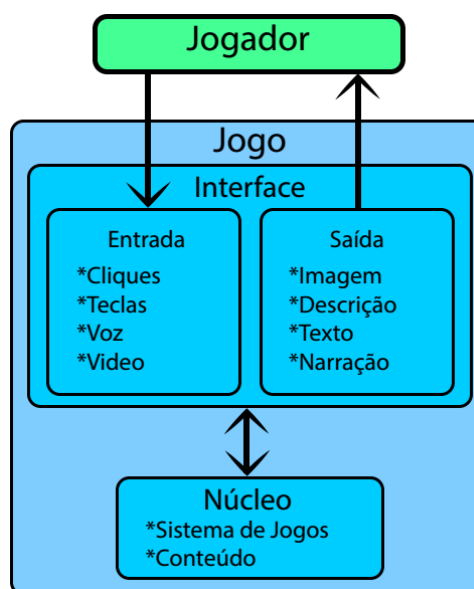 Jogador
Jogo
Interface
Entrada
*Cliques
*Teclas
*Voz
*Video
Saída
*Imagem
*Descrição
*Texto
*Narração
Núcleo
*Sistema de Jogos
*Conteúdo